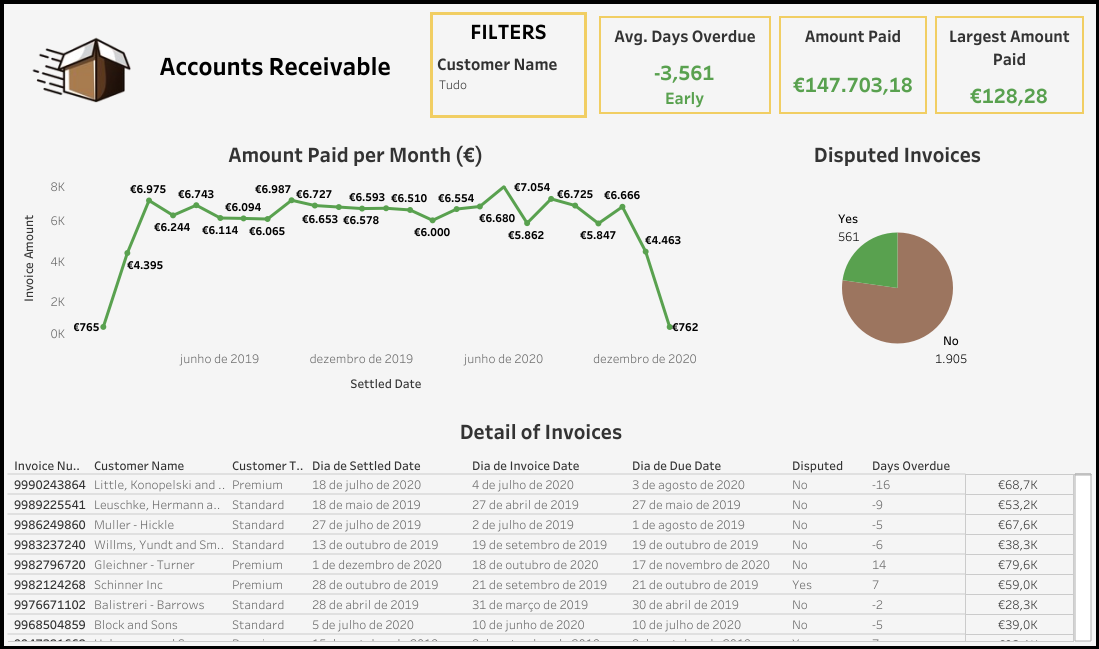 Accounts Receivable
FILTERS
Customer Name
Tudo
Avg. Days Overdue
-3,561
Early
Amount Paid
€147.703,18
Largest Amount
Paid
€128,28
Amount Paid per Month (€)
Invoice Amount
8K
6K
4K
2K
0K
€765
€4.395
€6.975
€6.244
€6.743
€6.114
€6.094
€6.065
€6.987
€6.727
€6.653
€6.593
€6.578
€6.510
€6.000
€6.554
€6.680
€7.054
€5.862
€6.725
€5.847
€6.666
€4.463
€762
junho de 2019
dezembro de 2019
junho de 2020
dezembro de 2020
Settled Date
Disputed Invoices
Yes
561
No
1.905
Detail of Invoices
Invoice Nu.. Customer Name Customer T.. Dia de Settled Date Dia de Invoice Date Dia de Due Date Disputed Days Overdue
9990243864 Little, Konopelski and .. Premium 18 de julho de 2020 4 de julho de 2020 3 de agosto de 2020 No -16 €68,7K
9989225541 Leuschke, Hermann a.. Standard 18 de maio de 2019 27 de abril de 2019 27 de maio de 2019 No -9 €53,2K
9986249860 Muller - Hickle Standard 27 de julho de 2019 2 de julho de 2019 1 de agosto de 2019 No -5 €67,6K
9983237240 Willms, Yundt and Sm.. Standard 13 de outubro de 2019 19 de setembro de 2019 19 de outubro de 2019 No -6 €38,3K
9982796720 Gleichner - Turner Premium 1 de dezembro de 2020 18 de outubro de 2020 17 de novembro de 2020 No 14 €79,6K
9982124268 Schinner Inc Premium 28 de outubro de 2019 21 de setembro de 2019 21 de outubro de 2019 Yes 7 €59,0K
9976671102 Balistreri - Barrows Standard 28 de abril de 2019 31 de março de 2019 30 de abril de 2019 No -2 €28,3K
9968504859 Block and Sons Standard 5 de julho de 2020 10 de junho de 2020 10 de julho de 2020 No -5 €39,0K